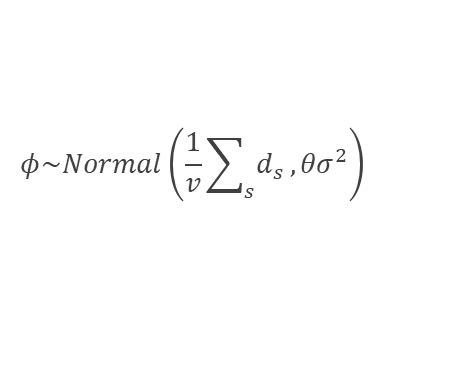 ϕ~Normal(1/v ∑_s d_s , θσ²)